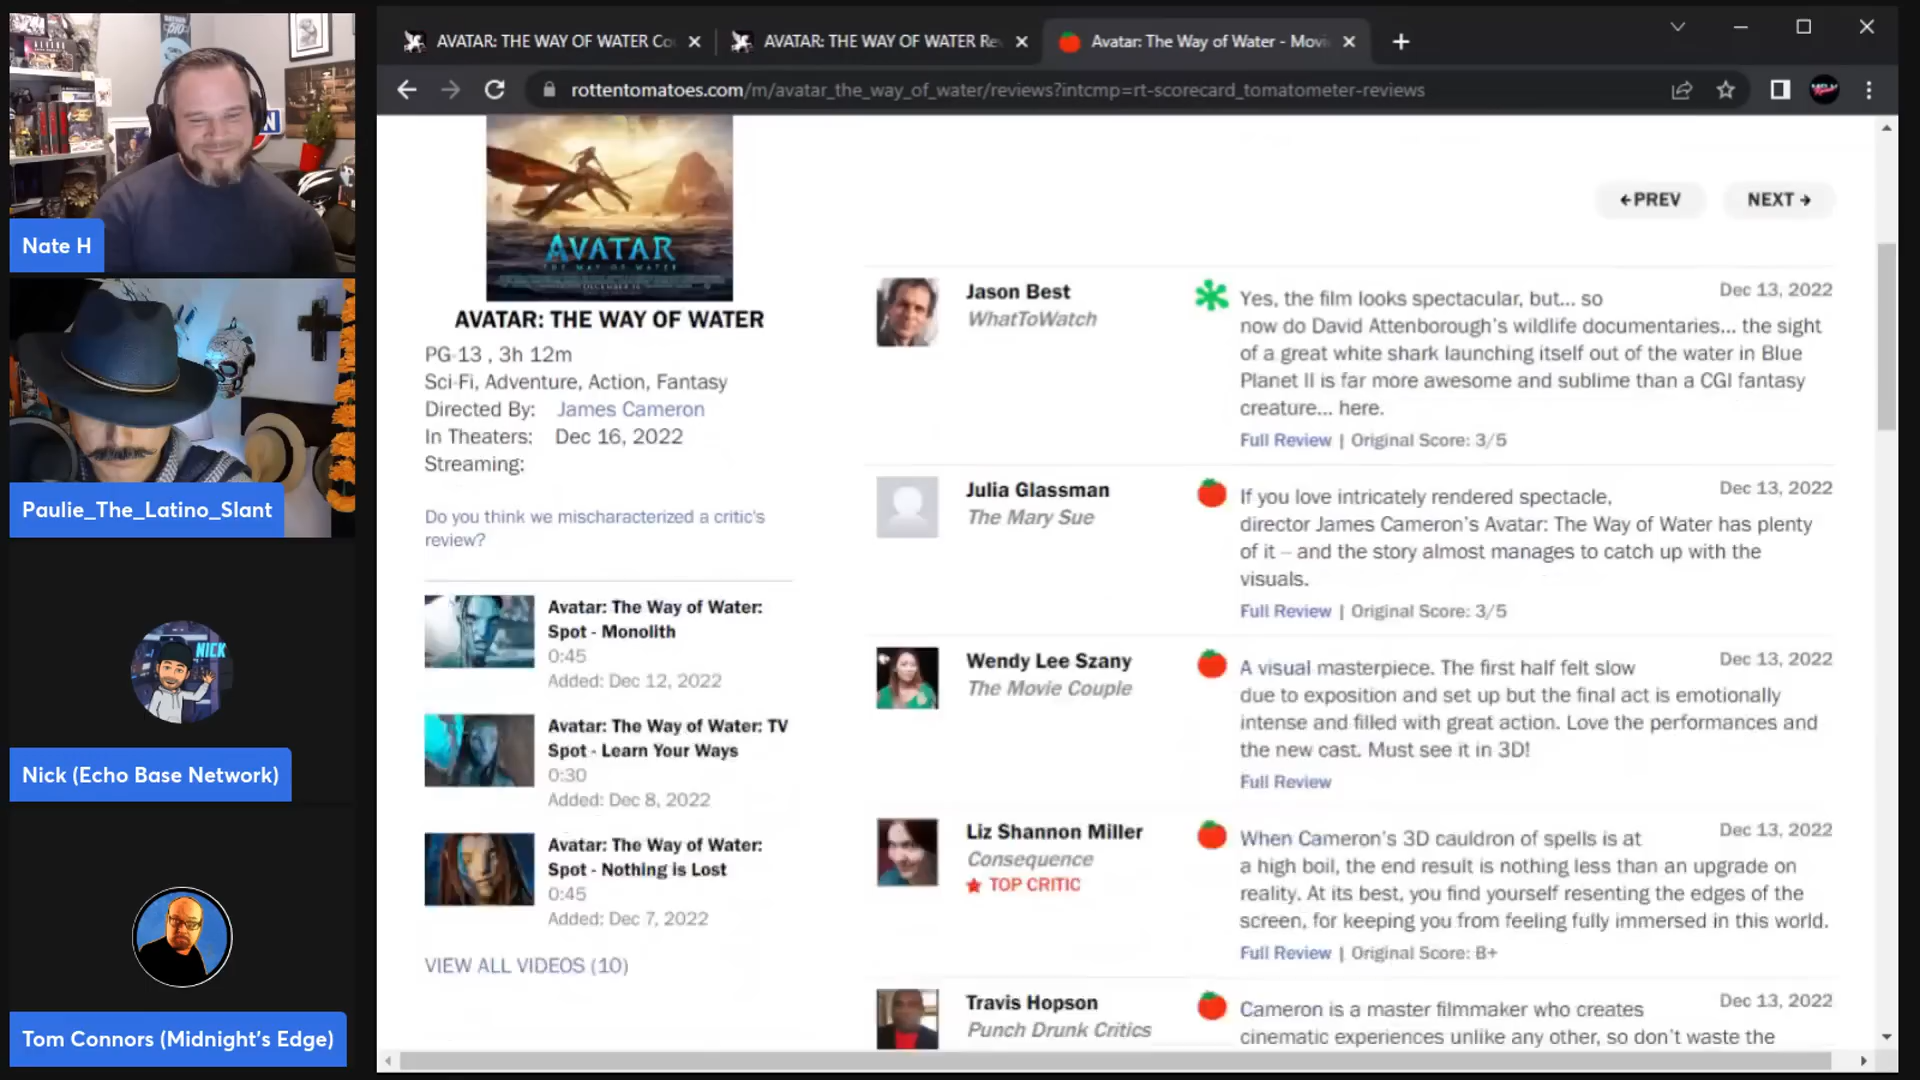 Nate H
Paulie_The_Latino_Slant
NICK
Nick (Echo Base Network)
Tom Connors (Midnight's Edge)
AVATAR: THE WAY OF WATER Co
AVATAR: THE WAY OF WATER Re
Avatar: The Way of Water - Movi
rottentomatoes.com/m/avatar_the_way_of_water/reviews?intcmp=rt-scorecard_tomatometer-reviews
AVATAR
THE WAY OF WATER
DECEMBER 16
AVATAR: THE WAY OF WATER
PG-13 , 3h 12m
Sci-Fi, Adventure, Action, Fantasy
Directed By: James Cameron
In Theaters: Dec 16, 2022
Streaming:
Do you think we mischaracterized a critic's
review?
Avatar: The Way of Water:
Spot - Monolith
0:45
Added: Dec 12, 2022
Avatar: The Way of Water: TV
Spot - Learn Your Ways
0:30
Added: Dec 8, 2022
Avatar: The Way of Water:
Spot - Nothing is Lost
0:45
Added: Dec 7, 2022
VIEW ALL VIDEOS (10)
PREV
NEXT
Jason Best
WhatToWatch
Dec 13, 2022
Yes, the film looks spectacular, but... so
now do David Attenborough's wildlife documentaries... the sight
of a great white shark launching itself out of the water in Blue
Planet II is far more awesome and sublime than a CGI fantasy
creature... here.
Full Review | Original Score: 3/5
Julia Glassman
The Mary Sue
Dec 13, 2022
If you love intricately rendered spectacle,
director James Cameron's Avatar: The Way of Water has plenty
of it – and the story almost manages to catch up with the
visuals.
Full Review | Original Score: 3/5
Wendy Lee Szany
The Movie Couple
Dec 13, 2022
A visual masterpiece. The first half felt slow
due to exposition and set up but the final act is emotionally
intense and filled with great action. Love the performances and
the new cast. Must see it in 3D!
Full Review
Liz Shannon Miller
Consequence
TOP CRITIC
Dec 13, 2022
When Cameron's 3D cauldron of spells is at
a high boil, the end result is nothing less than an upgrade on
reality. At its best, you find yourself resenting the edges of the
screen, for keeping you from feeling fully immersed in this world.
Full Review | Original Score: B+
Travis Hopson
Punch Drunk Critics
Dec 13, 2022
Cameron is a master filmmaker who creates
cinematic experiences unlike any other, so don't waste the